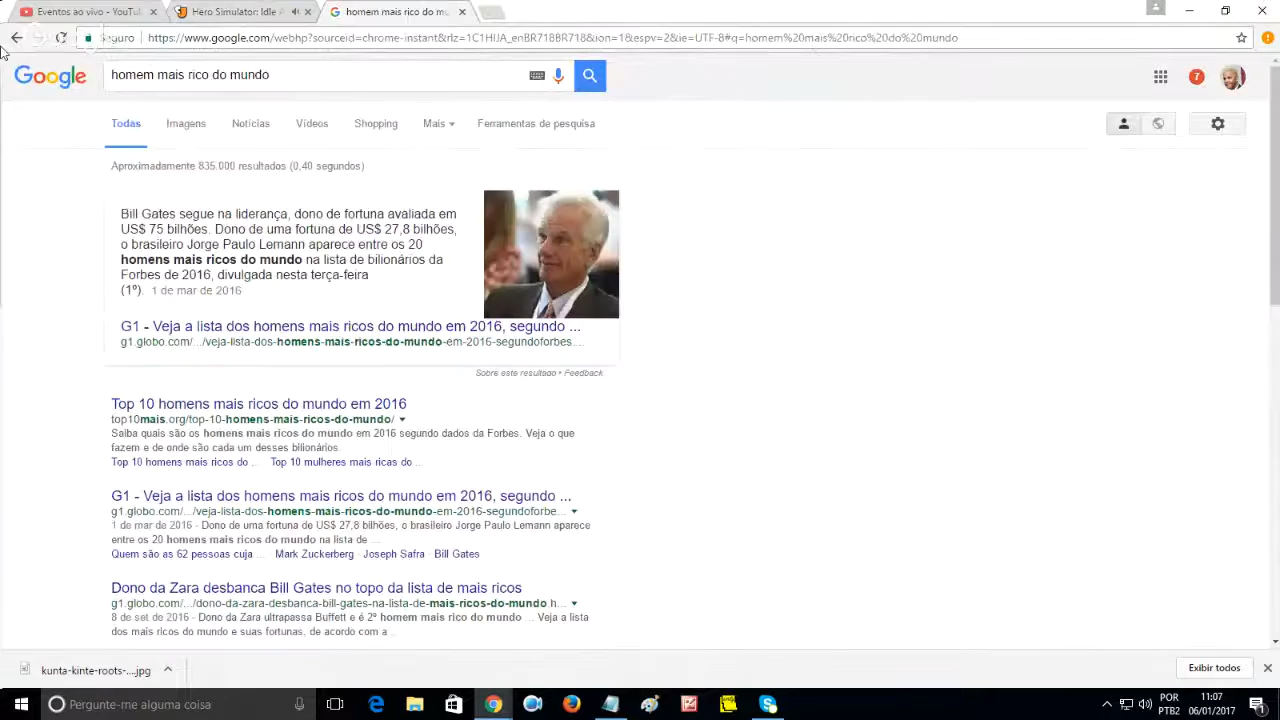 Eventos ao vivo - YouTub
Hero Simulator: Idle A
homem mais rico do mu
Seguro
https://www.google.com/webhp?sourceid=chrome-instant&rlz=1C1HIJA_enBR718BR718&ion=1&espv=2&ie=UTF-8#q=homem%20mais%20rico%20do%20mundo
Google
homem mais rico do mundo
7
Todas
Imagens
Notícias
Vídeos
Shopping
Mais
Ferramentas de pesquisa
Aproximadamente 835.000 resultados (0,40 segundos)
Bill Gates segue na liderança, dono de fortuna avaliada em
US$ 75 bilhões. Dono de uma fortuna de US$ 27,8 bilhões,
o brasileiro Jorge Paulo Lemann aparece entre os 20
homens mais ricos do mundo na lista de bilionários da
Forbes de 2016, divulgada nesta terça-feira
(1º). 1 de mar de 2016
G1 - Veja a lista dos homens mais ricos do mundo em 2016, segundo ...
g1.globo.com/.../veja-lista-dos-homens-mais-ricos-do-mundo-em-2016-segundoforbes....
Sobre este resultado • Feedback
Top 10 homens mais ricos do mundo em 2016
top10mais.org/top-10-homens-mais-ricos-do-mundo/
Saiba quais são os homens mais ricos do mundo em 2016 segundo dados da Forbes. Veja o que
fazem e de onde são cada um desses bilionários.
Top 10 homens mais ricos do ... Top 10 mulheres mais ricas do ...
G1 - Veja a lista dos homens mais ricos do mundo em 2016, segundo ...
g1.globo.com/.../veja-lista-dos-homens-mais-ricos-do-mundo-em-2016-segundoforbe...
1 de mar de 2016 - Dono de uma fortuna de US$ 27,8 bilhões, o brasileiro Jorge Paulo Lemann aparece
entre os 20 homens mais ricos do mundo na lista de ...
Quem são as 62 pessoas cuja ... Mark Zuckerberg · Joseph Safra · Bill Gates
Dono da Zara desbanca Bill Gates no topo da lista de mais ricos
g1.globo.com/.../dono-da-zara-desbanca-bill-gates-na-lista-de-mais-ricos-do-mundo.h...
8 de set de 2016 - Dono da Zara ultrapassa Buffett e é 2º homem mais rico do mundo ... Veja a lista
dos mais ricos do mundo e suas fortunas, de acordo com a ...
kunta-kinte-roots-....jpg
Exibir todos
Pergunte-me alguma coisa
POR
PTB2
11:07
06/01/2017
1